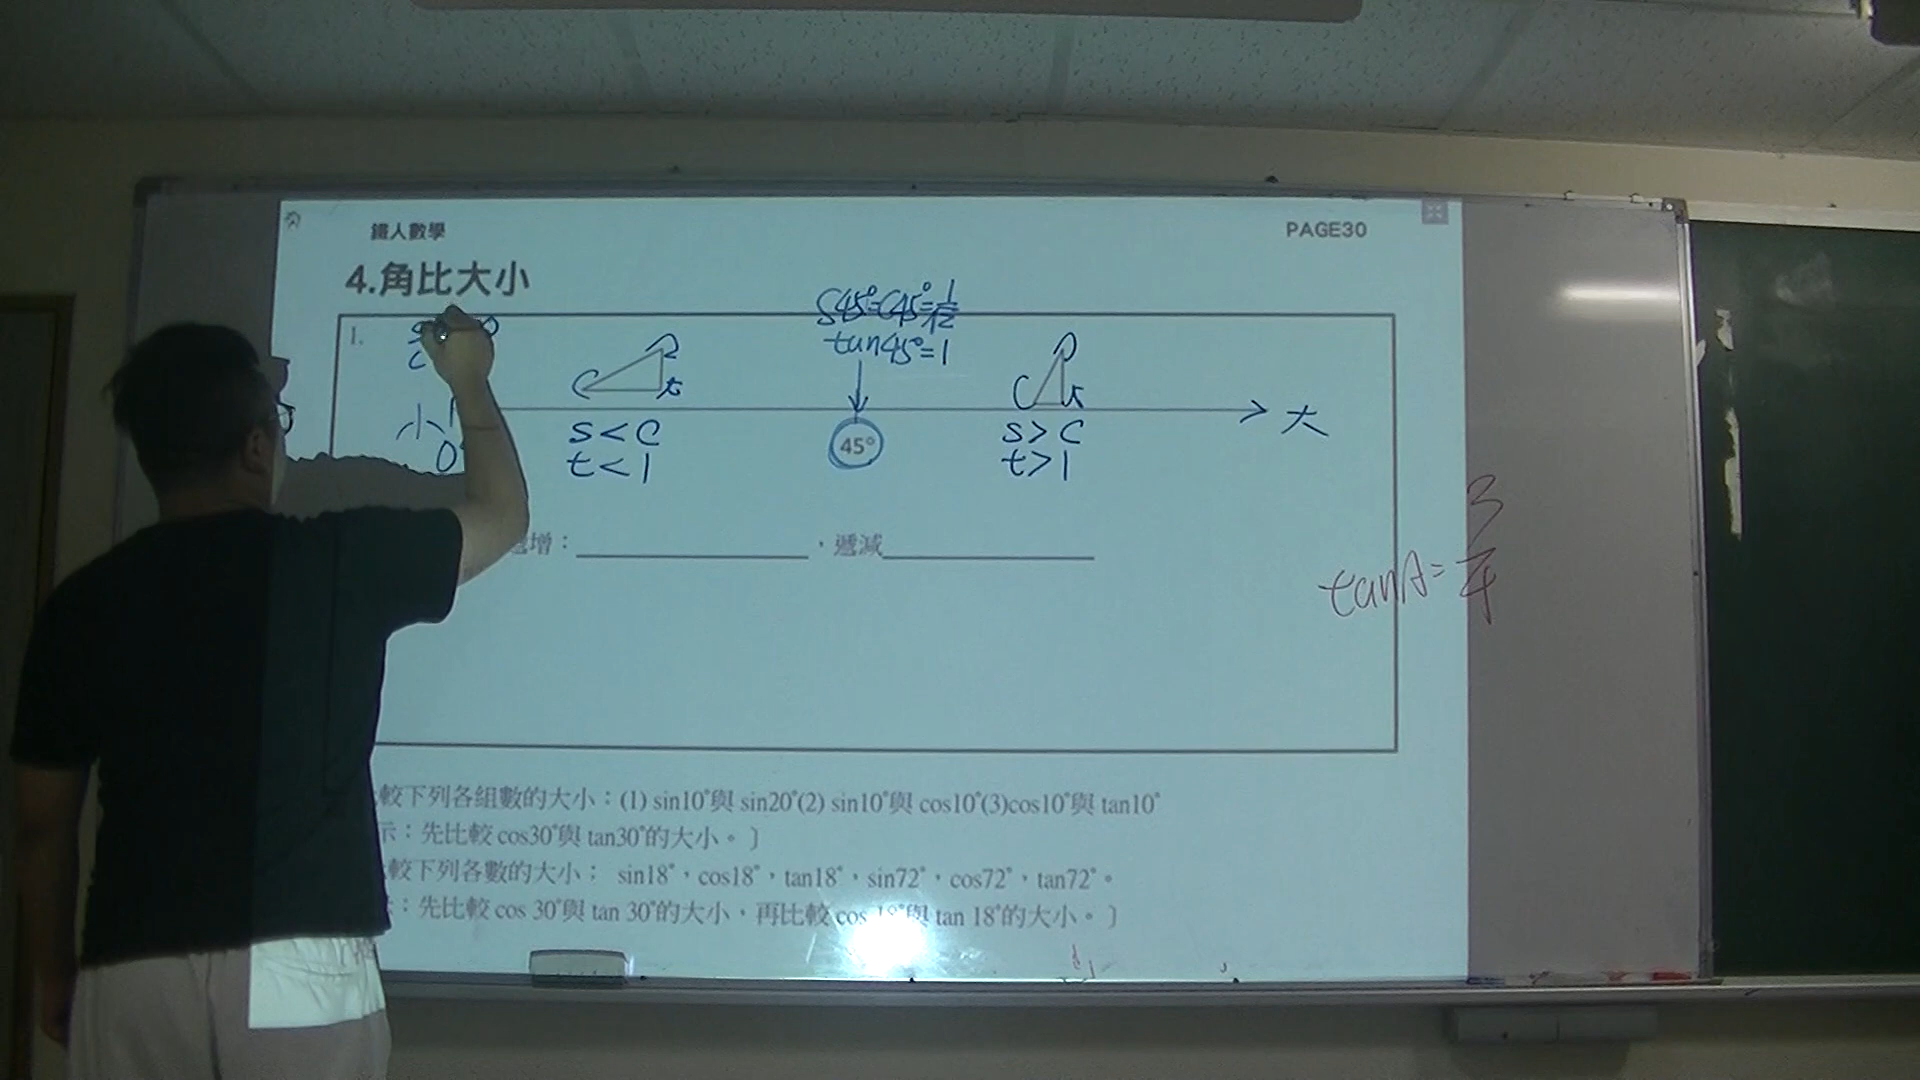 鐵人數學 PAGE30
4.角比大小
1.
S45°=C45°=1/√2
tan45°=1
小 大
0
s<c 45° s>c
t<1 t>1
增：，遞減
tanA=3/4
較下列各組數的大小：(1) sin10°與 sin20°(2) sin10°與 cos10°(3)cos10°與 tan10°
示：先比較 cos30°與 tan30°的大小。〕
較下列各數的大小： sin18°，cos18°，tan18°，sin72°，cos72°，tan72°。
：先比較 cos 30°與 tan 30°的大小，再比較 cos 18°與 tan 18°的大小。〕